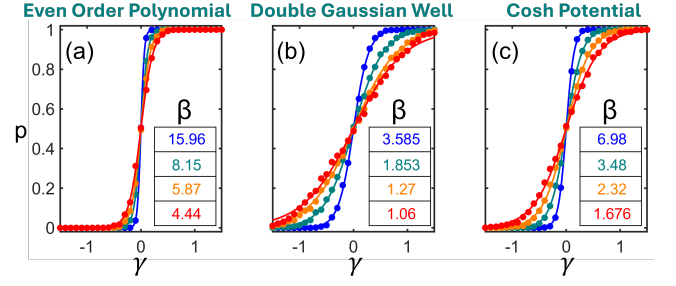 Even Order Polynomial Double Gaussian Well Cosh Potential
1 (a) (b) (c)
0.8
0.6
p 0.4
0.2
0
β
15.96
8.15
5.87
4.44
β
3.585
1.853
1.27
1.06
β
6.98
3.48
2.32
1.676
-1 0 1 -1 0 1 -1 0 1
γ γ γ